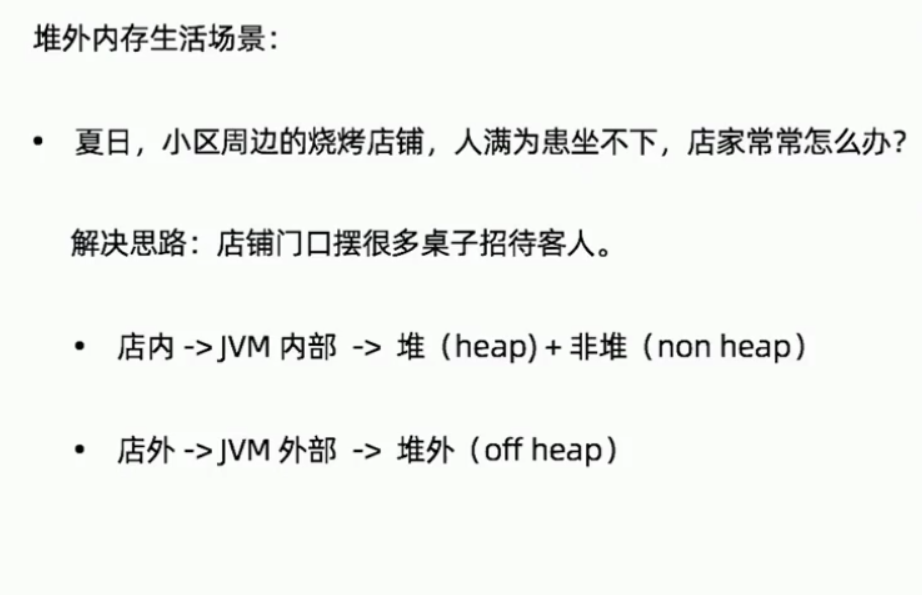 堆外内存生活场景：
• 夏日，小区周边的烧烤店铺，人满为患坐不下，店家常常怎么办？
解决思路：店铺门口摆很多桌子招待客人。
• 店内 -> JVM 内部 -> 堆（heap) + 非堆（non heap）
• 店外 -> JVM 外部 -> 堆外（off heap）